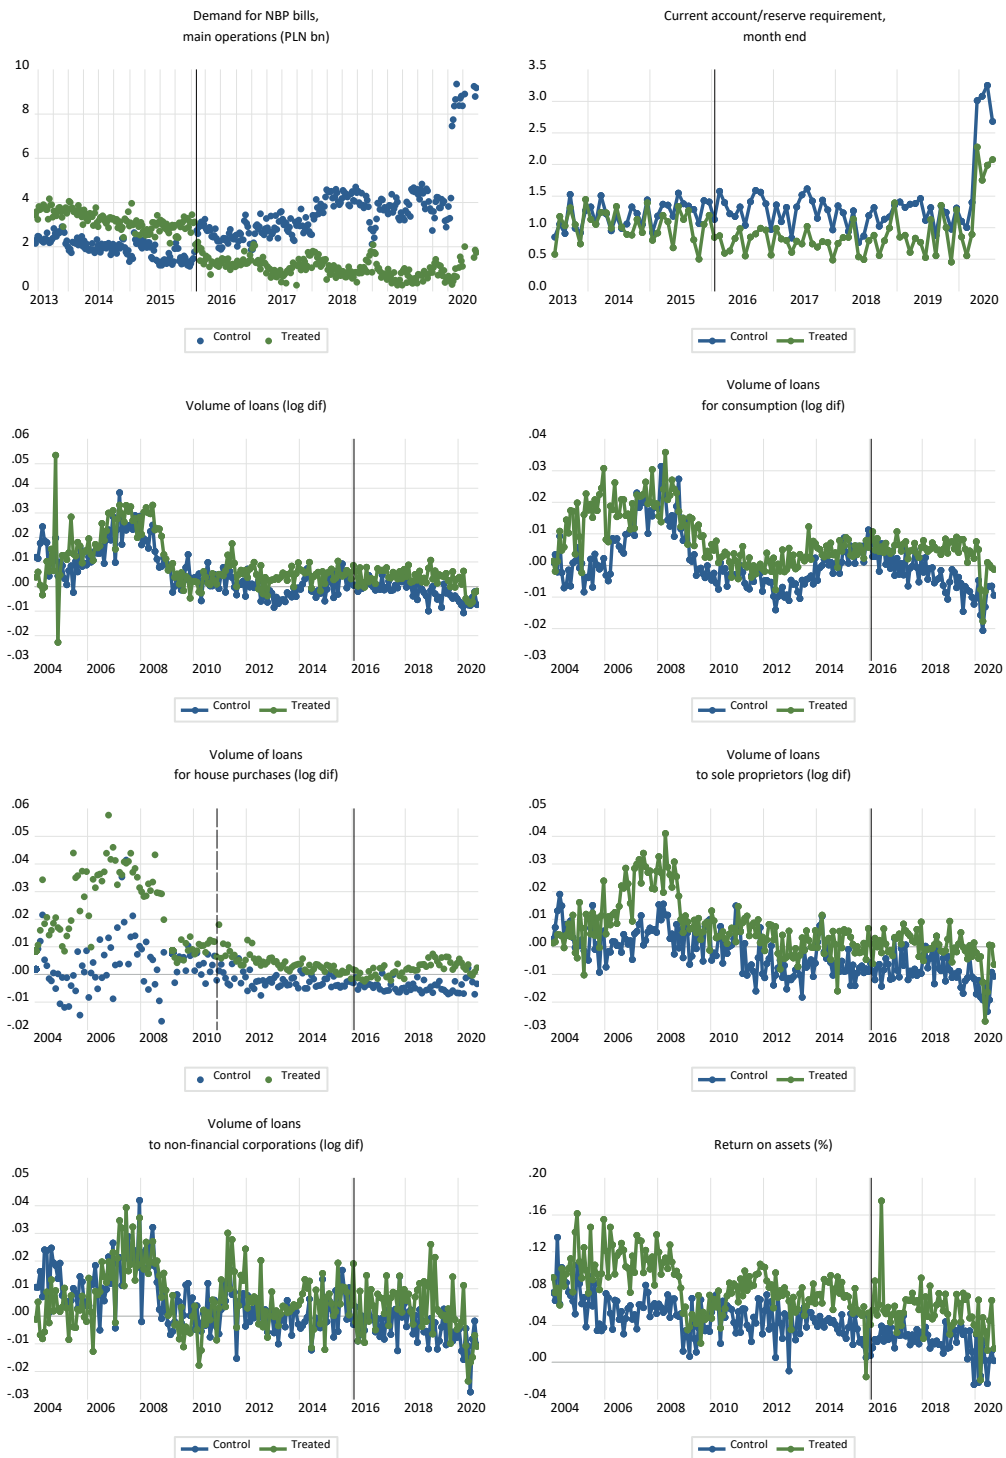 Demand for NBP bills,
main operations (PLN bn)
10
8
6
4
2
0
2013 2014 2015 2016 2017 2018 2019 2020
Control Treated
Current account/reserve requirement,
month end
3.5
3.0
2.5
2.0
1.5
1.0
0.5
0.0
2013 2014 2015 2016 2017 2018 2019 2020
Control Treated
Volume of loans (log dif)
.06
.05
.04
.03
.02
.01
.00
-.01
-.02
-.03
2004 2006 2008 2010 2012 2014 2016 2018 2020
Control Treated
Volume of loans
for consumption (log dif)
.04
.03
.02
.01
.00
-.01
-.02
-.03
2004 2006 2008 2010 2012 2014 2016 2018 2020
Control Treated
Volume of loans
for house purchases (log dif)
.06
.05
.04
.03
.02
.01
.00
-.01
-.02
2004 2006 2008 2010 2012 2014 2016 2018 2020
Control Treated
Volume of loans
to sole proprietors (log dif)
.05
.04
.03
.02
.01
.00
-.01
-.02
-.03
2004 2006 2008 2010 2012 2014 2016 2018 2020
Control Treated
Volume of loans
to non-financial corporations (log dif)
.05
.04
.03
.02
.01
.00
-.01
-.02
-.03
2004 2006 2008 2010 2012 2014 2016 2018 2020
Control Treated
Return on assets (%)
.20
.16
.12
.08
.04
.00
-.04
2004 2006 2008 2010 2012 2014 2016 2018 2020
Control Treated